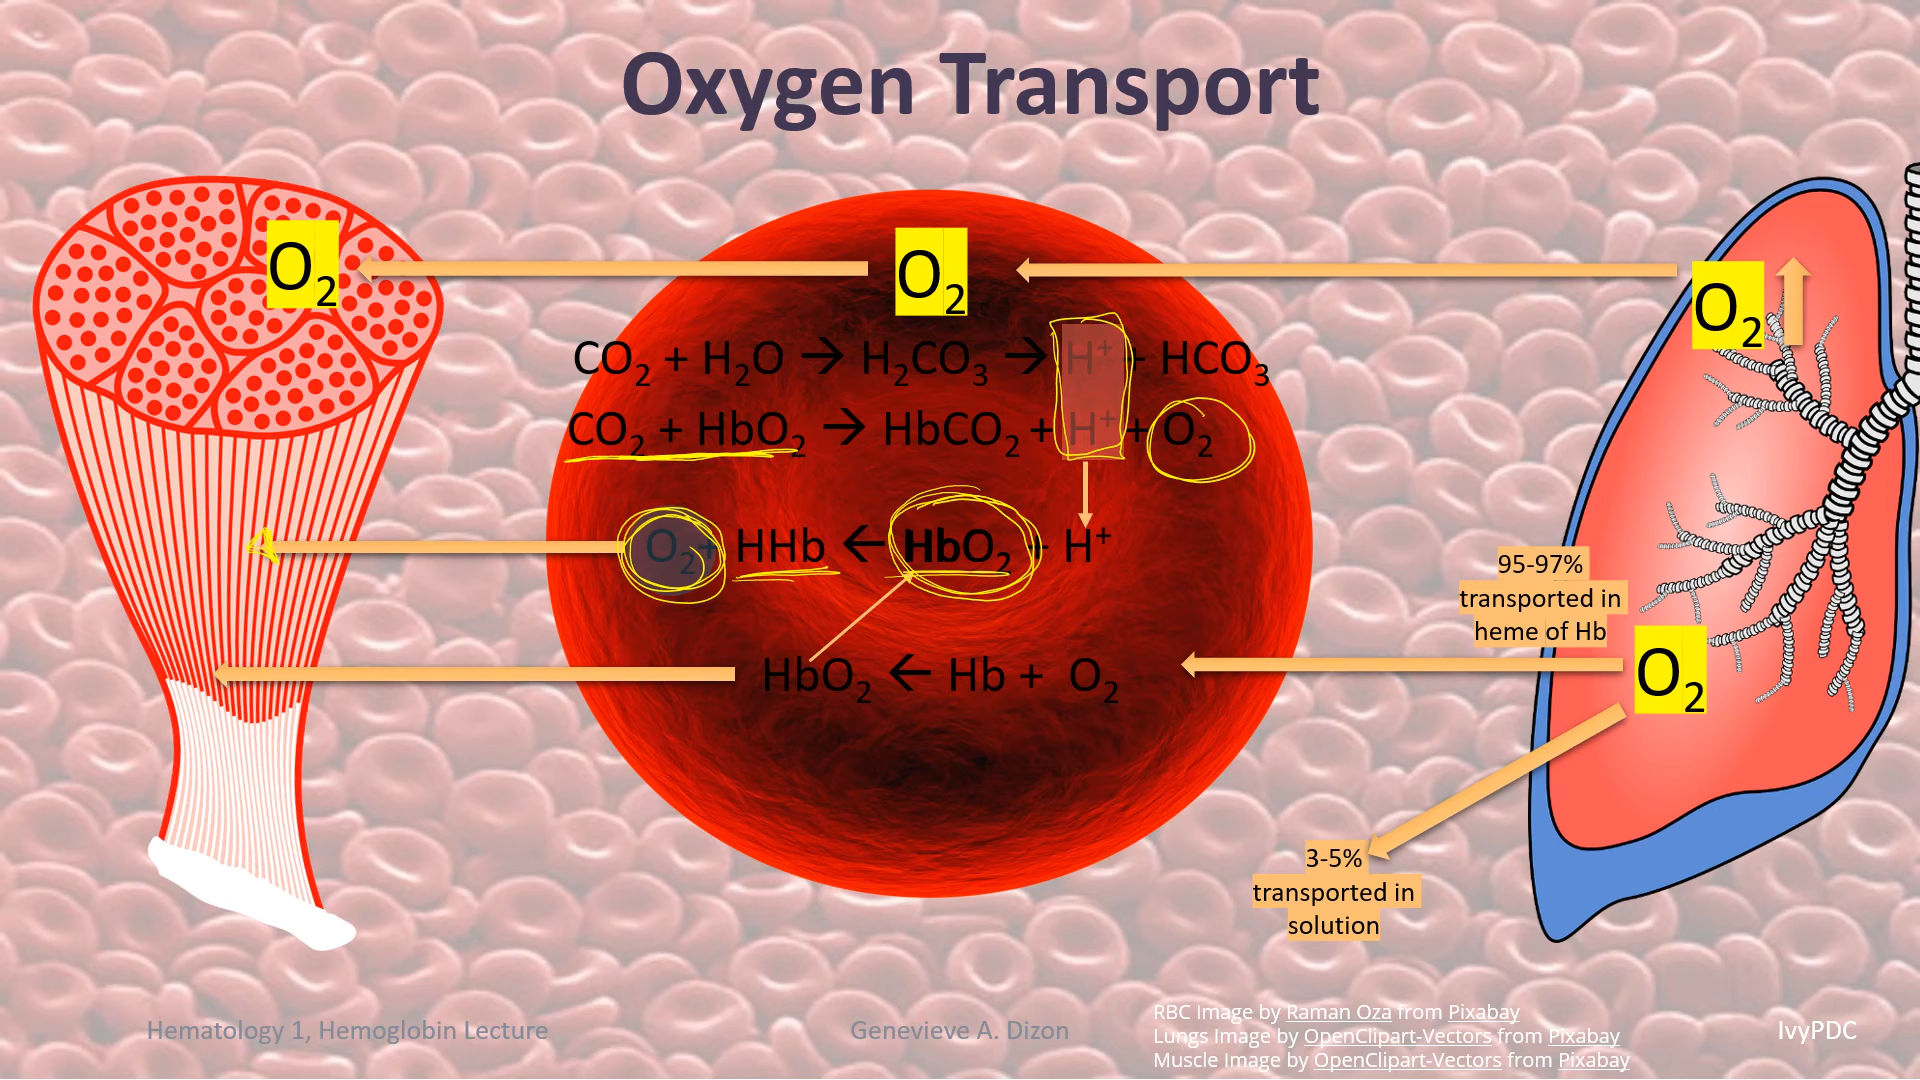 Oxygen Transport
O₂
O₂
O₂
CO₂ + H₂O → H₂CO₃ → H⁺ + HCO₃
CO₂ + HbO₂ → HbCO₂ + H⁺ + O₂
O₂ + HHb ← HbO₂ + H⁺
95-97%
transported in
heme of Hb
HbO₂ ← Hb + O₂
O₂
3-5%
transported in
solution
Hematology 1, Hemoglobin Lecture
Genevieve A. Dizon
RBC Image by Raman Oza from Pixabay
Lungs Image by OpenClipart-Vectors from Pixabay
Muscle Image by OpenClipart-Vectors from Pixabay
IvyPDC